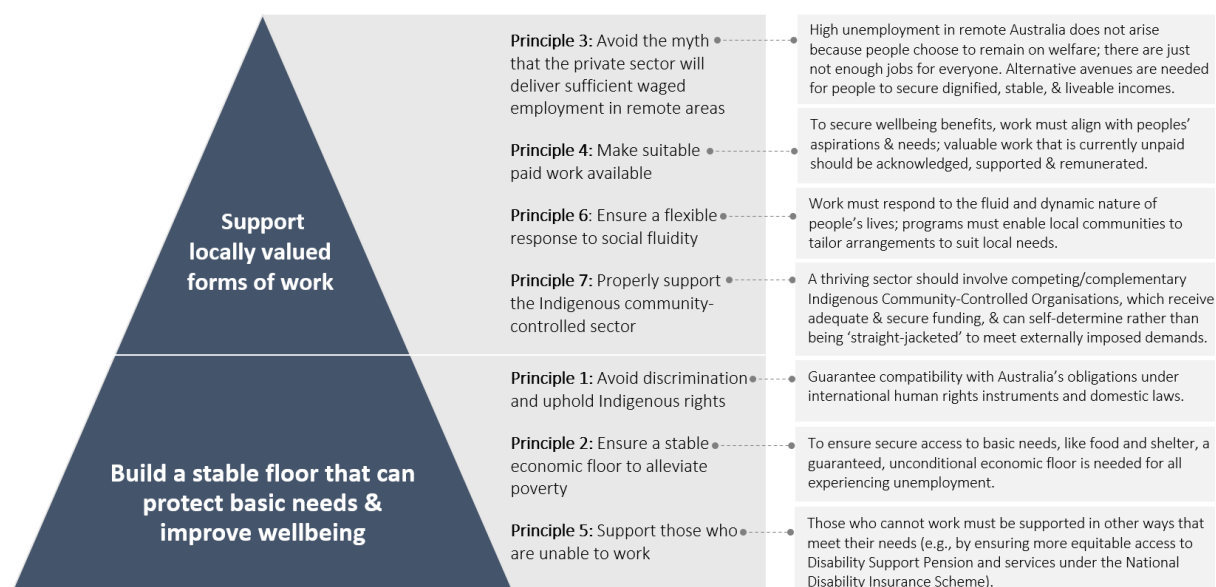 Support
locally valued
forms of work
Build a stable floor that can
protect basic needs &
improve wellbeing
Principle 3: Avoid the myth
that the private sector will
deliver sufficient waged
employment in remote areas
High unemployment in remote Australia does not arise
because people choose to remain on welfare; there are just
not enough jobs for everyone. Alternative avenues are needed
for people to secure dignified, stable, & liveable incomes.
Principle 4: Make suitable
paid work available
To secure wellbeing benefits, work must align with peoples’
aspirations & needs; valuable work that is currently unpaid
should be acknowledged, supported & remunerated.
Principle 6: Ensure a flexible
response to social fluidity
Work must respond to the fluid and dynamic nature of
people’s lives; programs must enable local communities to
tailor arrangements to suit local needs.
Principle 7: Properly support
the Indigenous community-
controlled sector
A thriving sector should involve competing/complementary
Indigenous Community-Controlled Organisations, which receive
adequate & secure funding, & can self-determine rather than
being ‘straight-jacketed’ to meet externally imposed demands.
Principle 1: Avoid discrimination
and uphold Indigenous rights
Guarantee compatibility with Australia’s obligations under
international human rights instruments and domestic laws.
Principle 2: Ensure a stable
economic floor to alleviate
poverty
To ensure secure access to basic needs, like food and shelter, a
guaranteed, unconditional economic floor is needed for all
experiencing unemployment.
Principle 5: Support those who
are unable to work
Those who cannot work must be supported in other ways that
meet their needs (e.g., by ensuring more equitable access to
Disability Support Pension and services under the National
Disability Insurance Scheme).